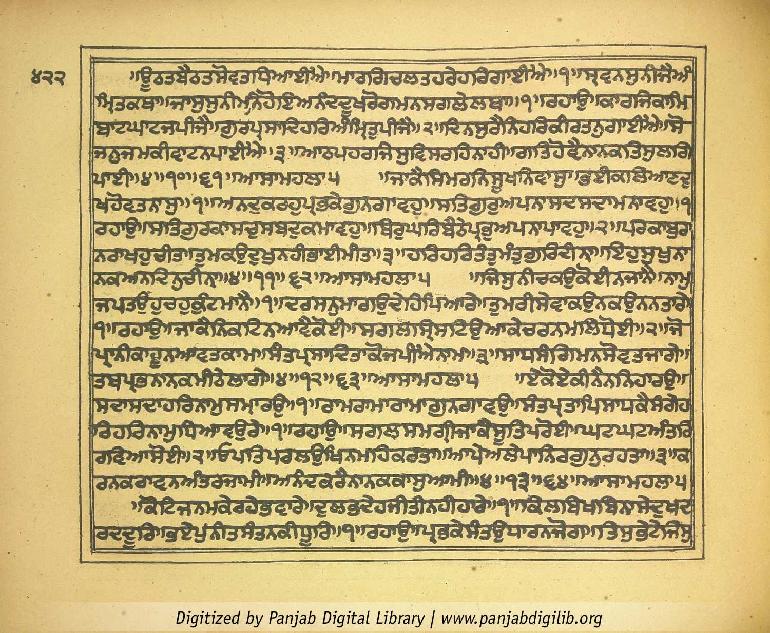 ੪੨੨
ਊਠਤਬੈਠਤਸੋਵਤਧਿਆਈਐ॥ਮਾਰਗਿਚਲਤਹਰੇਹਰਿਗਾਈਐ॥੧॥ਸ੍ਰਵਨਸੁਨੀਜੈਅੰ
ਮ੍ਰਿਤਕਥਾ॥ਜਾਸੁਸੁਨੀਮਨਿਹੋਇਅਨੰਦਦੂਖਰੋਗਮਨਸਗਲੇਲਥਾ॥੧॥ਰਹਾਉ॥ਕਾਰਜਿਕਾਮਿ
ਬਾਟਘਾਟਜਪੀਜੈ॥ਗੁਰਪ੍ਰਸਾਦਿਹਰਿਅੰਮ੍ਰਿਤੁਪੀਜੈ॥੨॥ਦਿਨਸੁਰੈਨਿਹਰਿਕੀਰਤਨੁਗਾਈਐ॥ਸੋ
ਜਨੁਜਮਕੀਵਾਟਨਪਾਈਐ॥੩॥ਆਠਪਹਰਜਿਸੁਵਿਸਰਹਿਨਾਹੀ॥ਗਤਿਹੋਵੈਨਾਨਕਤਿਸੁਲਗਿ
ਪਾਈ॥੪॥੧੦॥੬੧॥ਆਸਾਮਹਲਾ੫ ॥ਜਾਕੈਸਿਮਰਨਿਸੂਖਨਿਵਾਸੁ॥ਭਈਕਲਿਆਣਦੁ
ਖਹੋਵਤਨਾਸੁ॥੧॥ਅਨਦੁਕਰਹੁਪ੍ਰਭਕੇਗੁਨਗਾਵਹੁ॥ਸਤਿਗੁਰੁਅਪਨਾਸਦਸਦਾਮਨਾਵਹੁ॥੧
ਰਹਾਉ॥ਸਤਿਗੁਰਕਾਸਚੁਸਬਦੁਕਮਾਵਹੁ॥ਥਿਰੁਘਰਿਬੈਠੇਪ੍ਰਭੁਅਪਨਾਪਾਵਹੁ॥੨॥ਪਰਕਾਬੁਰਾ
ਨਰਾਖਹੁਚੀਤ॥ਤੁਮਕਉਦੁਖੁਨਹੀਭਾਈਮੀਤ॥੩॥ਹਰਿਹਰਿਤੰਤੁਮੰਤੁਗੁਰਿਦੀਨਾ॥ਇਹੁਸੁਖੁਨਾ
ਨਕਅਨਦਿਨੁਚੀਨਾ॥੪॥੧੧॥੬੨॥ਆਸਾਮਹਲਾ੫ ॥ਜਿਸੁਨੀਚਕਉਕੋਈਨਜਾਨੈ॥ਨਾਮੁ
ਜਪਤਉਹੁਚਹੁਕੁੰਟਮਾਨੈ॥੧॥ਦਰਸਨੁਮਾਗਉਦੇਹਿਪਿਆਰੇ॥ਤੁਮਰੀਸੇਵਾਕਉਨਕਉਨਨਤਾਰੇ
੧॥ਰਹਾਉ॥ਜਾਕੈਨਿਕਟਿਨਆਵੈਕੋਈ॥ਸਗਲਸ੍ਰਿਸਟਿਉਆਕੇਚਰਨਮਲਿਧੋਈ॥੨॥ਜੋ
ਪ੍ਰਾਨੀਕਾਹੂਨਆਵਤਕਾਮ॥ਸੰਤਪ੍ਰਸਾਦਿਤਾਕੋਜਪੀਐਨਾਮ॥੩॥ਸਾਧਸੰਗਿਮਨਸੋਵਤਜਾਗੇ॥
ਤਬਪ੍ਰਭਨਾਨਕਮੀਠੇਲਾਗੇ॥੪॥੧੨॥੬੩॥ਆਸਾਮਹਲਾ੫ ॥ਏਕੋਏਕੀਨੈਨਨਿਹਾਰਉ॥
ਸਦਾਸਦਾਹਰਿਨਾਮੁਸਮ੍ਹਾਰਉ॥੧॥ਰਾਮਰਾਮਾਰਾਮਾਗੁਨਗਾਵਉ॥ਸੰਤਪ੍ਰਤਾਪਿਸਾਧਕੈਸੰਗੇਹ
ਰਿਹਰਿਨਾਮੁਧਿਆਵਉਰੇ॥੧॥ਰਹਾਉ॥ਸਗਲਸਮਗ੍ਰੀਜਾਕੈਸੂਤਿਪਰੋਈ॥ਘਟਘਟਅੰਤਰਿ
ਰਵਿਆਸੋਈ॥੨॥ਓਪਤਿਪਰਲਉਖਿਨਮਹਿਕਰਤਾ॥ਆਪਿਅਲੇਪਾਨਿਰਗੁਨੁਰਹਤਾ॥੩॥ਕ
ਰਨਕਰਾਵਨਅੰਤਰਜਾਮੀ॥ਅਨੰਦਕਰੈਨਾਨਕਕਾਸੁਆਮੀ॥੪॥੧੩॥੬੪॥ਆਸਾਮਹਲਾ੫
॥ਕੋਟਿਜਨਮਕੇਰਹੇਭਵਾਰੇ॥ਦੁਲਭਦੇਹਜੀਤੀਨਹੀਹਾਰੇ॥੧॥ਕਿਲਬਿਖਬਿਨਾਸੇਦੁਖਦ
ਰਦਦੂਰਿ॥ਭਏਪੁਨੀਤਸੰਤਨਕੀਧੂਰਿ॥੧॥ਰਹਾਉ॥ਪ੍ਰਭਕੇਸੰਤਉਧਾਰਨਜੋਗ॥ਤਿਸੁਭੇਟੇਜਿਸੁ
Digitized by Panjab Digital Library | www.panjabdigilib.org